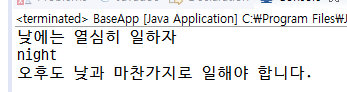 <terminated> BaseApp [Java Application] C:\Program Files\J
낮에는 열심히 일하자
night
오후도 낮과 마찬가지로 일해야 합니다.